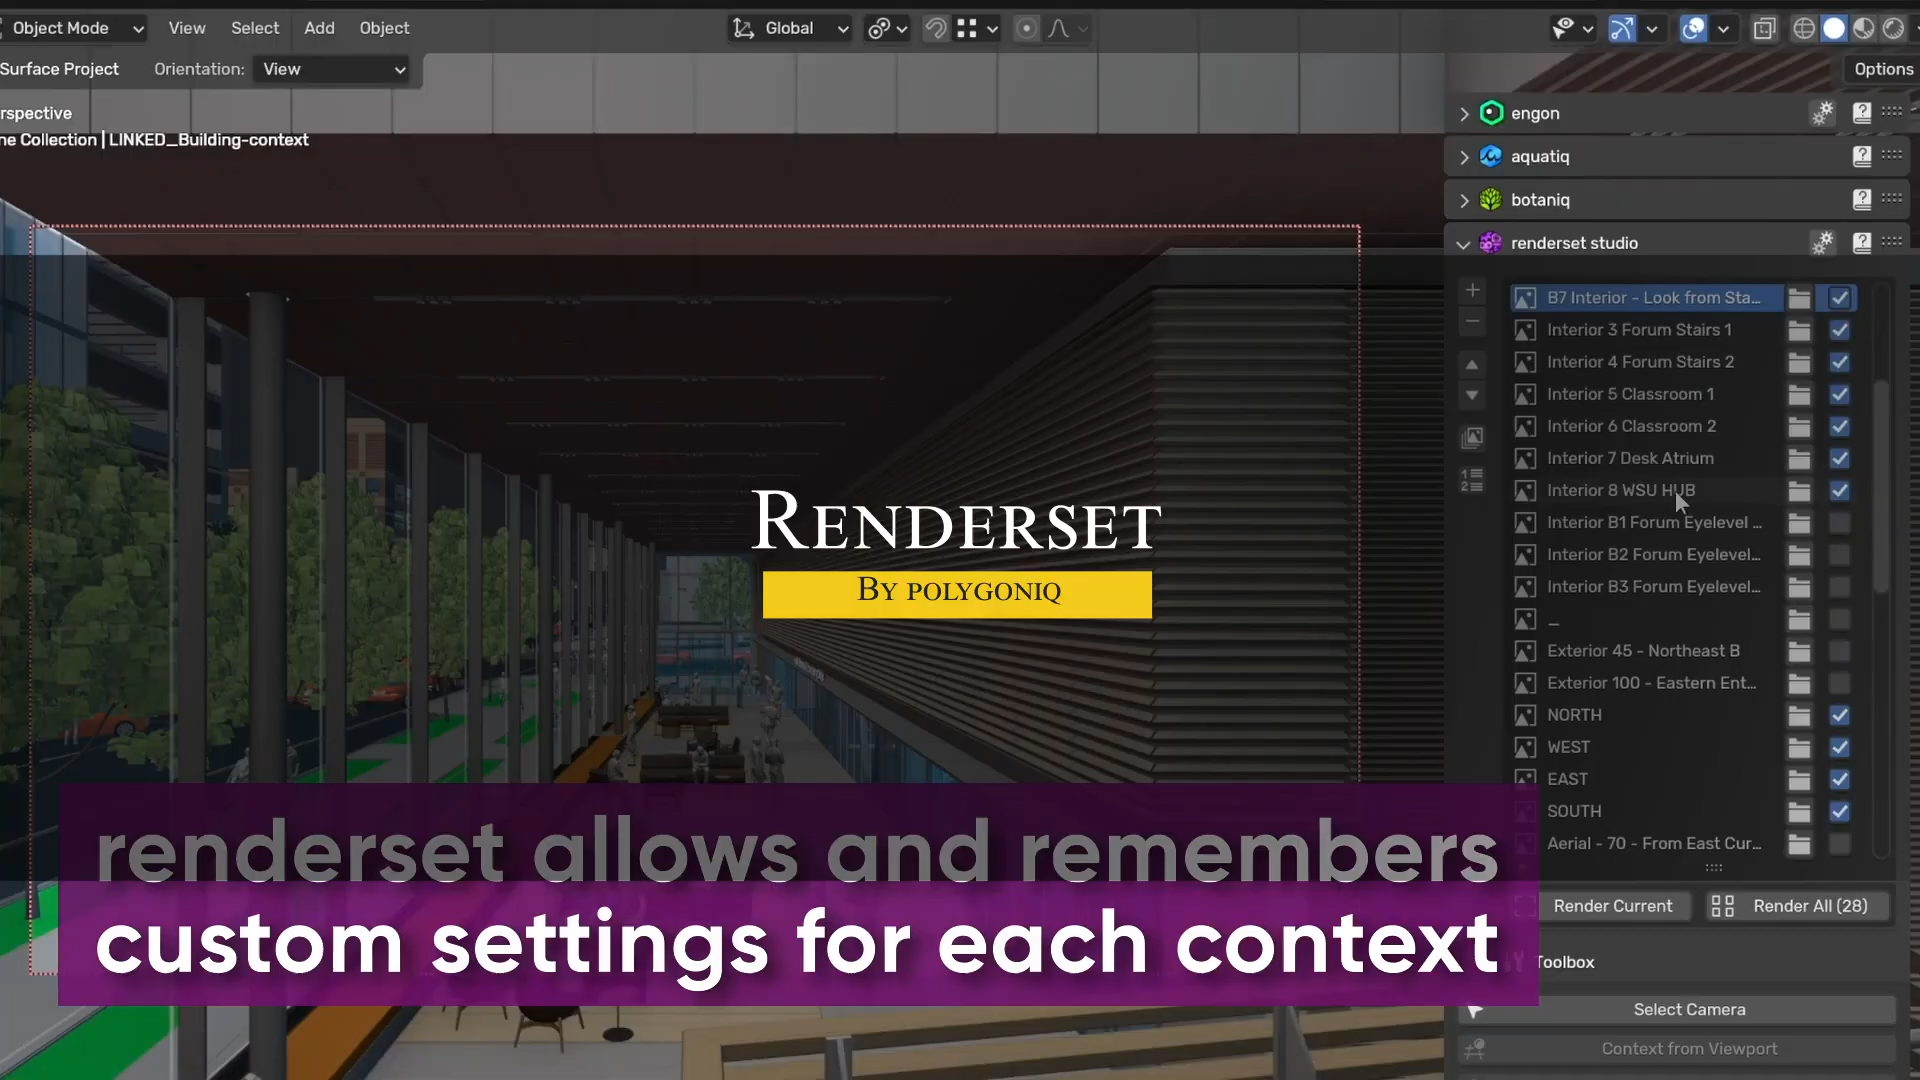 Object Mode
View
Select
Add
Object
Global
Surface Project
Orientation:
View
Options
rspective
ne Collection | LINKED_Building-context
engon
aquatiq
botaniq
renderset studio
B7 Interior - Look from Sta...
Interior 3 Forum Stairs 1
Interior 4 Forum Stairs 2
Interior 5 Classroom 1
Interior 6 Classroom 2
Interior 7 Desk Atrium
Interior 8 WSU HUB
Interior B1 Forum Eyelevel ...
Interior B2 Forum Eyelevel...
Interior B3 Forum Eyelevel...
_
Exterior 45 - Northeast B
Exterior 100 - Eastern Ent...
NORTH
WEST
EAST
SOUTH
Aerial - 70 - From East Cur...
Render Current
Render All (28)
Toolbox
Select Camera
Context from Viewport
Renderset
By polygoniq
renderset allows and remembers
custom settings for each context